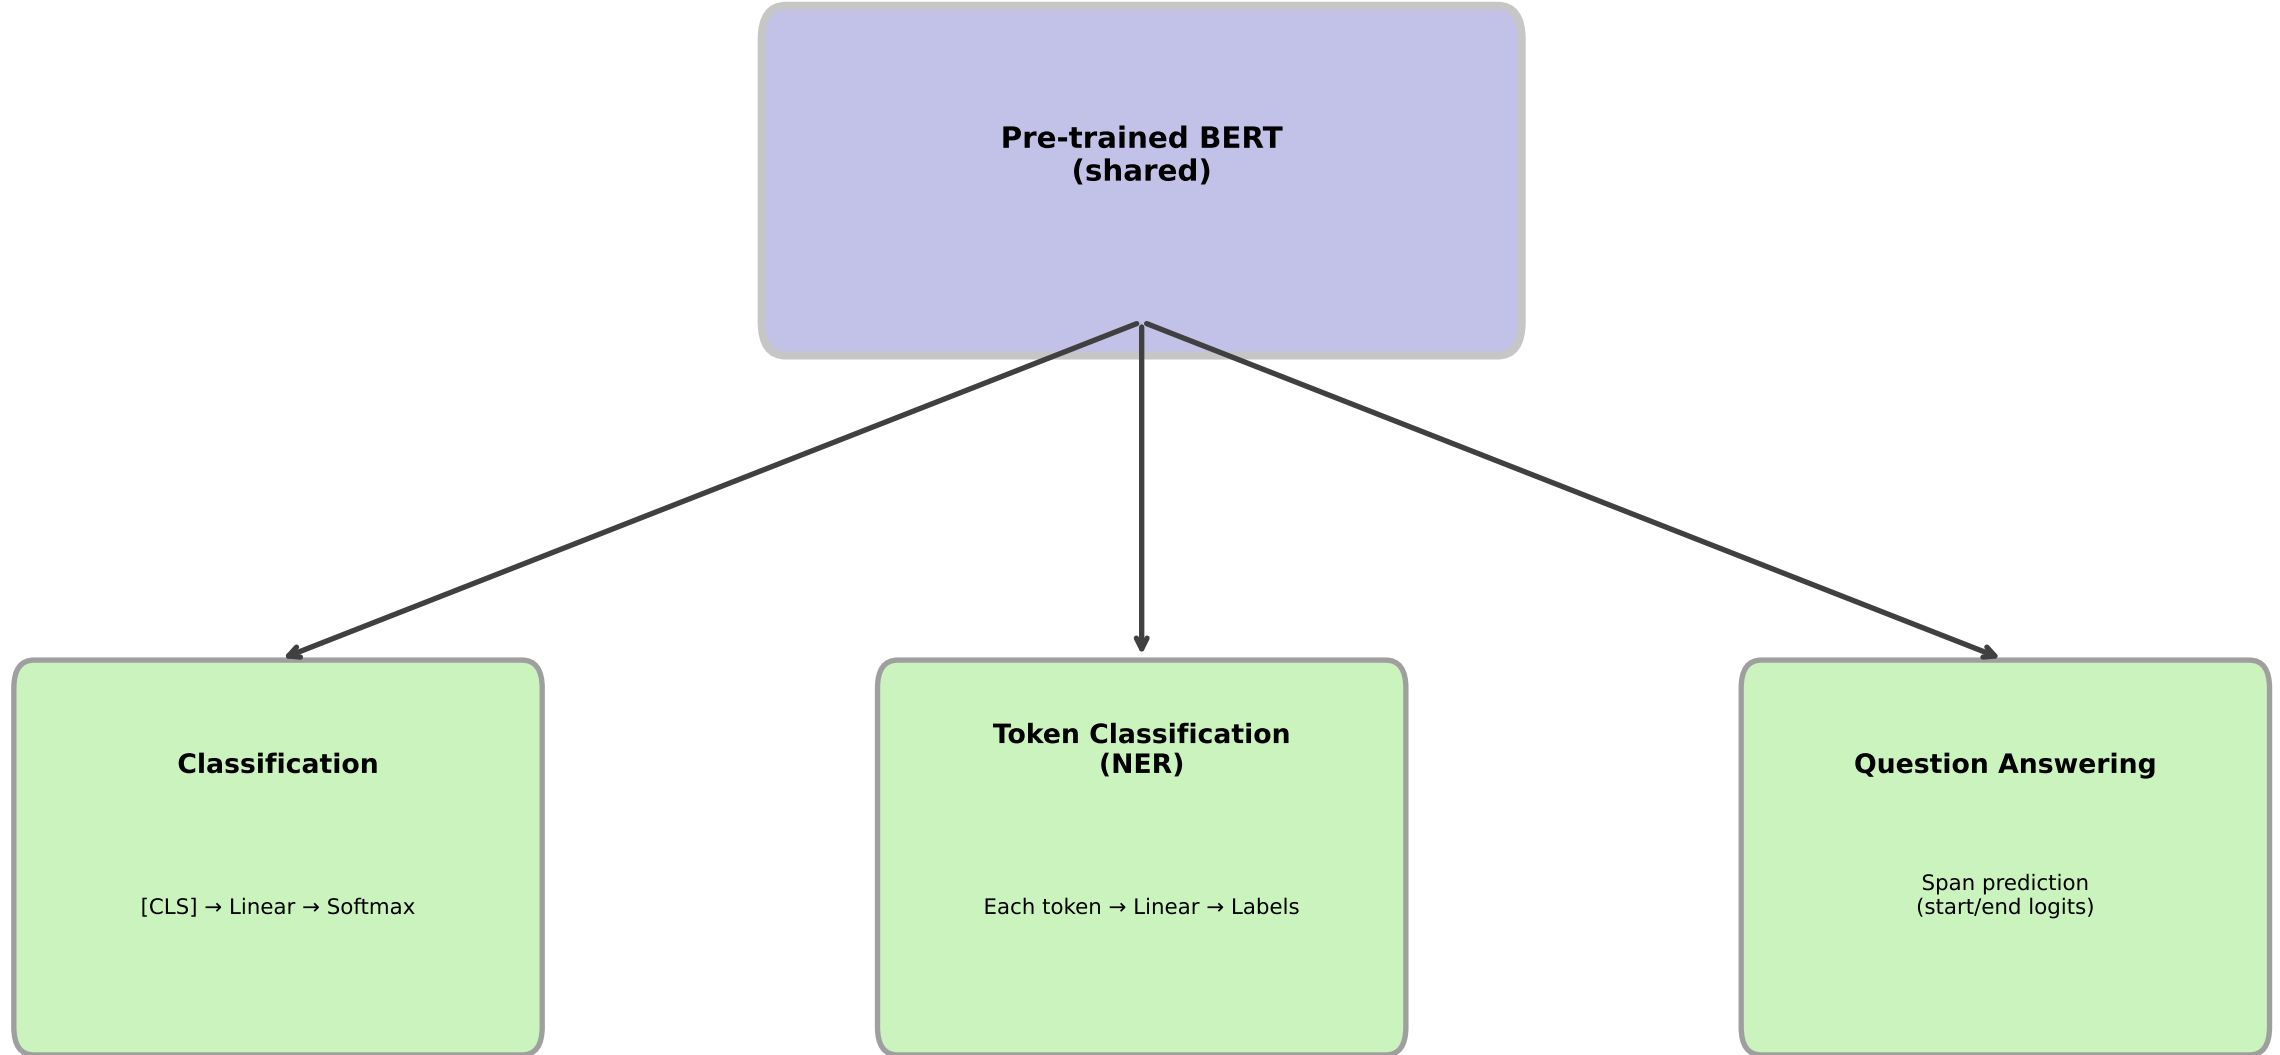 Pre-trained BERT
(shared)
Classification
[CLS] → Linear → Softmax
Token Classification
(NER)
Each token → Linear → Labels
Question Answering
Span prediction
(start/end logits)